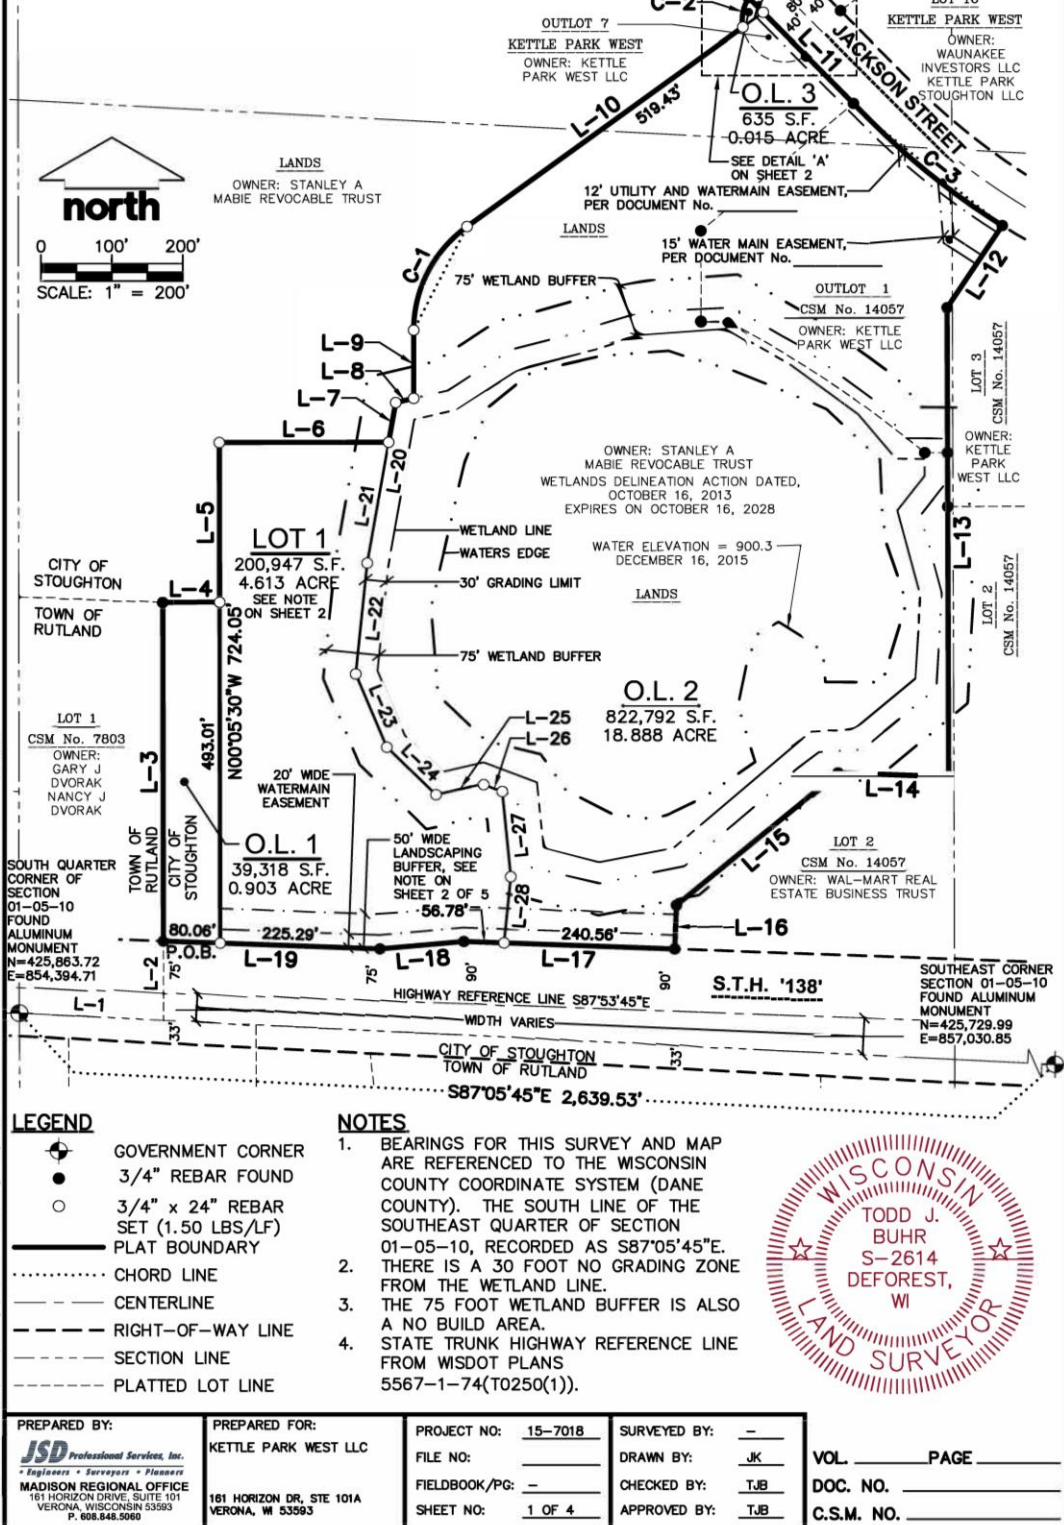 C-2
LOT 10
KETTLE PARK WEST
OWNER:
WAUNAKEE
INVESTORS LLC
KETTLE PARK
STOUGHTON LLC
OUTLOT 7
KETTLE PARK WEST
OWNER: KETTLE
PARK WEST LLC
40'
40'
L-11
JACKSON STREET
L-10
519.43'
O.L. 3
635 S.F.
0.015 ACRE
SEE DETAIL 'A'
ON SHEET 2
C-3
LANDS
OWNER: STANLEY A
MABIE REVOCABLE TRUST
north
0 100' 200'
SCALE: 1" = 200'
12' UTILITY AND WATERMAIN EASEMENT,
PER DOCUMENT No.
LANDS
15' WATER MAIN EASEMENT,
PER DOCUMENT No.
L-12
C-1
75' WETLAND BUFFER
OUTLOT 1
CSM No. 14057
OWNER: KETTLE
PARK WEST LLC
LOT 3
CSM No. 14057
OWNER:
KETTLE
PARK
WEST LLC
L-9
L-8
L-7
L-6
L-20
L-21
L-5
OWNER: STANLEY A
MABIE REVOCABLE TRUST
WETLANDS DELINEATION ACTION DATED,
OCTOBER 16, 2013
EXPIRES ON OCTOBER 16, 2028
LOT 1
200,947 S.F.
4.613 ACRE
SEE NOTE
ON SHEET 2
WETLAND LINE
WATERS EDGE
30' GRADING LIMIT
WATER ELEVATION = 900.3
DECEMBER 16, 2015
LANDS
L-13
LOT 2
CSM No. 14057
CITY OF
STOUGHTON
L-4
TOWN OF
RUTLAND
L-22
75' WETLAND BUFFER
N00°05'30"W 724.05'
493.01'
O.L. 2
822,792 S.F.
18.888 ACRE
L-23
L-25
L-26
L-24
LOT 1
CSM No. 7803
OWNER:
GARY J
DVORAK
NANCY J
DVORAK
L-3
20' WIDE
WATERMAIN
EASEMENT
L-14
L-15
L-27
TOWN OF
RUTLAND
CITY OF
STOUGHTON
O.L. 1
39,318 S.F.
0.903 ACRE
50' WIDE
LANDSCAPING
BUFFER, SEE
NOTE ON
SHEET 2 OF 5
LOT 2
CSM No. 14057
OWNER: WAL-MART REAL
ESTATE BUSINESS TRUST
SOUTH QUARTER
CORNER OF
SECTION
01-05-10
FOUND
ALUMINUM
MONUMENT
N=425,863.72
E=854,394.71
L-28
56.78'
80.06'
225.29'
240.56'
L-16
P.O.B.
L-19
L-18
L-17
L-2
75'
75'
90'
90'
S.T.H. '138'
SOUTHEAST CORNER
SECTION 01-05-10
FOUND ALUMINUM
MONUMENT
N=425,729.99
E=857,030.85
L-1
HIGHWAY REFERENCE LINE S87°53'45"E
WIDTH VARIES
33'
33'
CITY OF STOUGHTON
TOWN OF RUTLAND
S87°05'45"E 2,639.53'
LEGEND
GOVERNMENT CORNER
3/4" REBAR FOUND
3/4" x 24" REBAR
SET (1.50 LBS/LF)
PLAT BOUNDARY
CHORD LINE
CENTERLINE
RIGHT-OF-WAY LINE
SECTION LINE
PLATTED LOT LINE
NOTES
1. BEARINGS FOR THIS SURVEY AND MAP
ARE REFERENCED TO THE WISCONSIN
COUNTY COORDINATE SYSTEM (DANE
COUNTY). THE SOUTH LINE OF THE
SOUTHEAST QUARTER OF SECTION
01-05-10, RECORDED AS S87°05'45"E.
2. THERE IS A 30 FOOT NO GRADING ZONE
FROM THE WETLAND LINE.
3. THE 75 FOOT WETLAND BUFFER IS ALSO
A NO BUILD AREA.
4. STATE TRUNK HIGHWAY REFERENCE LINE
FROM WISDOT PLANS
5567-1-74(T0250(1)).
WISCONSIN
TODD J.
BUHR
S-2614
DEFOREST,
WI
LAND SURVEYOR
PREPARED BY:
JSD Professional Services, Inc.
• Engineers • Surveyors • Planners
MADISON REGIONAL OFFICE
161 HORIZON DRIVE, SUITE 101
VERONA, WISCONSIN 53593
P. 608.848.5060
PREPARED FOR:
KETTLE PARK WEST LLC
161 HORIZON DR, STE 101A
VERONA, WI 53593
PROJECT NO: 15-7018
FILE NO:
FIELDBOOK/PG: -
SHEET NO: 1 OF 4
SURVEYED BY: -
DRAWN BY: JK
CHECKED BY: TJB
APPROVED BY: TJB
VOL. PAGE
DOC. NO.
C.S.M. NO.